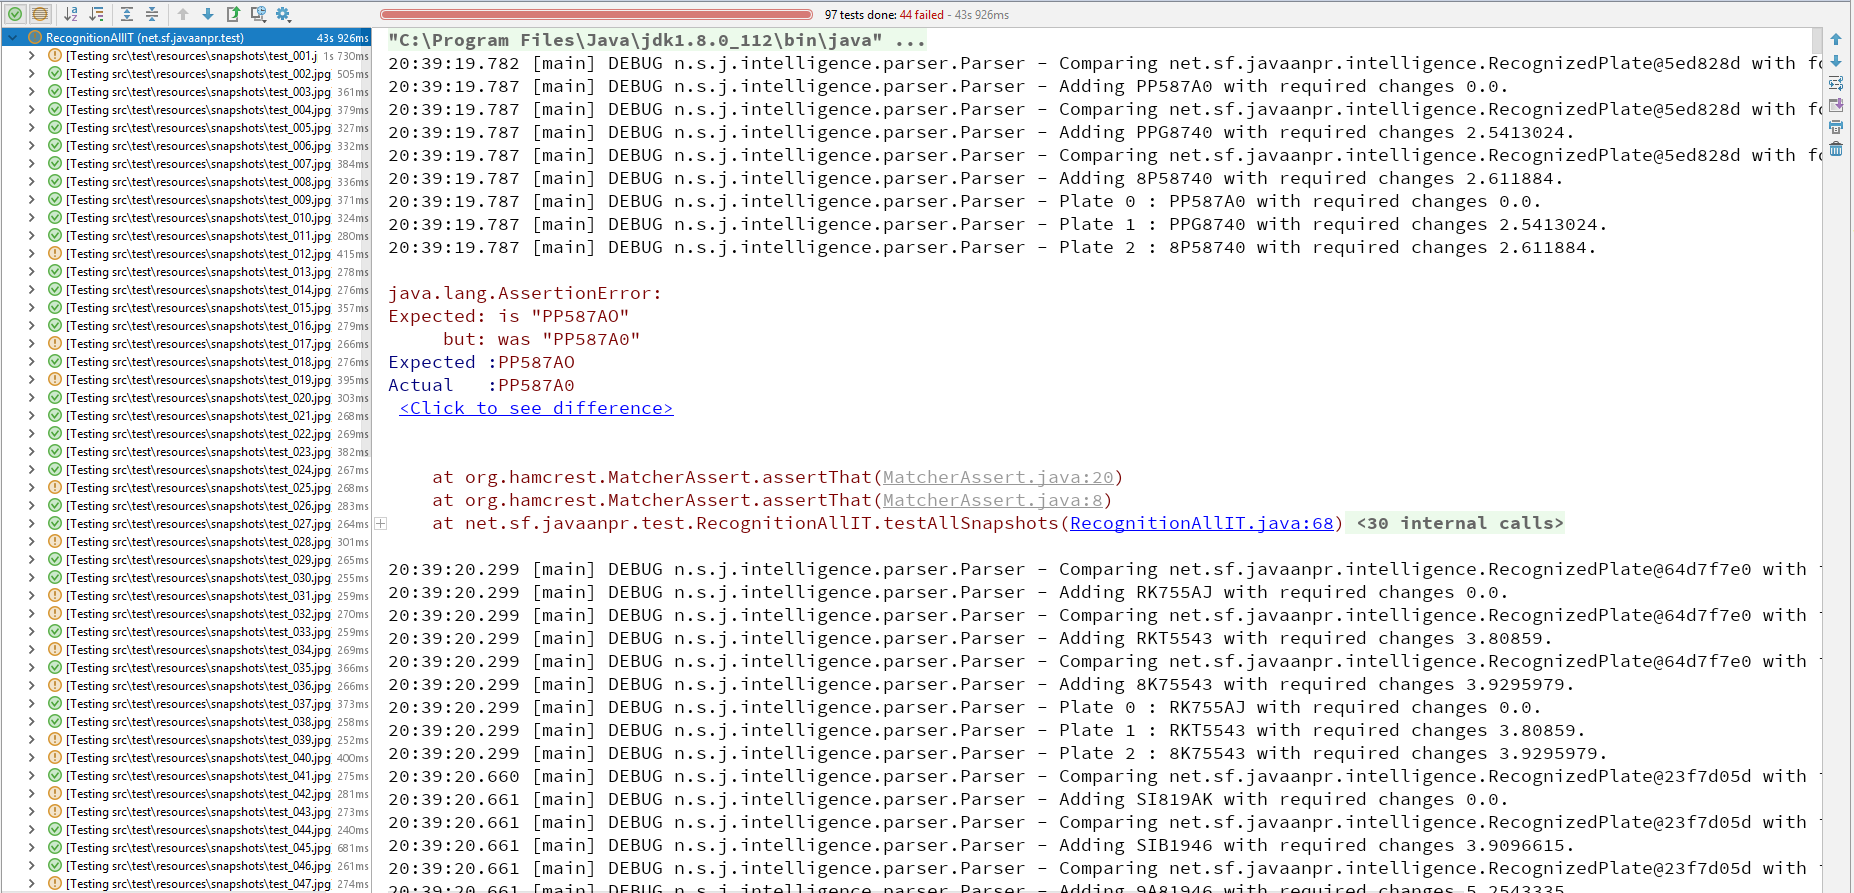 97 tests done: 44 failed - 43s 926ms
RecognitionAllIT (net.sf.javaanpr.test) 43s 926ms
[Testing src\test\resources\snapshots\test_001.j 1s 730ms
[Testing src\test\resources\snapshots\test_002.jpg 505ms
[Testing src\test\resources\snapshots\test_003.jpg 361ms
[Testing src\test\resources\snapshots\test_004.jpg 379ms
[Testing src\test\resources\snapshots\test_005.jpg 327ms
[Testing src\test\resources\snapshots\test_006.jpg 332ms
[Testing src\test\resources\snapshots\test_007.jpg 384ms
[Testing src\test\resources\snapshots\test_008.jpg 336ms
[Testing src\test\resources\snapshots\test_009.jpg 371ms
[Testing src\test\resources\snapshots\test_010.jpg 324ms
[Testing src\test\resources\snapshots\test_011.jpg 280ms
[Testing src\test\resources\snapshots\test_012.jpg 415ms
[Testing src\test\resources\snapshots\test_013.jpg 278ms
[Testing src\test\resources\snapshots\test_014.jpg 276ms
[Testing src\test\resources\snapshots\test_015.jpg 357ms
[Testing src\test\resources\snapshots\test_016.jpg 279ms
[Testing src\test\resources\snapshots\test_017.jpg 266ms
[Testing src\test\resources\snapshots\test_018.jpg 276ms
[Testing src\test\resources\snapshots\test_019.jpg 395ms
[Testing src\test\resources\snapshots\test_020.jpg 303ms
[Testing src\test\resources\snapshots\test_021.jpg 268ms
[Testing src\test\resources\snapshots\test_022.jpg 269ms
[Testing src\test\resources\snapshots\test_023.jpg 382ms
[Testing src\test\resources\snapshots\test_024.jpg 267ms
[Testing src\test\resources\snapshots\test_025.jpg 268ms
[Testing src\test\resources\snapshots\test_026.jpg 283ms
[Testing src\test\resources\snapshots\test_027.jpg 264ms
[Testing src\test\resources\snapshots\test_028.jpg 301ms
[Testing src\test\resources\snapshots\test_029.jpg 265ms
[Testing src\test\resources\snapshots\test_030.jpg 255ms
[Testing src\test\resources\snapshots\test_031.jpg 259ms
[Testing src\test\resources\snapshots\test_032.jpg 270ms
[Testing src\test\resources\snapshots\test_033.jpg 259ms
[Testing src\test\resources\snapshots\test_034.jpg 269ms
[Testing src\test\resources\snapshots\test_035.jpg 366ms
[Testing src\test\resources\snapshots\test_036.jpg 266ms
[Testing src\test\resources\snapshots\test_037.jpg 373ms
[Testing src\test\resources\snapshots\test_038.jpg 258ms
[Testing src\test\resources\snapshots\test_039.jpg 252ms
[Testing src\test\resources\snapshots\test_040.jpg 400ms
[Testing src\test\resources\snapshots\test_041.jpg 275ms
[Testing src\test\resources\snapshots\test_042.jpg 281ms
[Testing src\test\resources\snapshots\test_043.jpg 273ms
[Testing src\test\resources\snapshots\test_044.jpg 240ms
[Testing src\test\resources\snapshots\test_045.jpg 681ms
[Testing src\test\resources\snapshots\test_046.jpg 261ms
[Testing src\test\resources\snapshots\test_047.jpg 274ms
"C:\Program Files\Java\jdk1.8.0_112\bin\java" ...
20:39:19.782 [main] DEBUG n.s.j.intelligence.parser.Parser - Comparing net.sf.javaanpr.intelligence.RecognizedPlate@5ed828d with
20:39:19.787 [main] DEBUG n.s.j.intelligence.parser.Parser - Adding PP587A0 with required changes 0.0.
20:39:19.787 [main] DEBUG n.s.j.intelligence.parser.Parser - Comparing net.sf.javaanpr.intelligence.RecognizedPlate@5ed828d with
20:39:19.787 [main] DEBUG n.s.j.intelligence.parser.Parser - Adding PPG8740 with required changes 2.5413024.
20:39:19.787 [main] DEBUG n.s.j.intelligence.parser.Parser - Comparing net.sf.javaanpr.intelligence.RecognizedPlate@5ed828d with
20:39:19.787 [main] DEBUG n.s.j.intelligence.parser.Parser - Adding 8P58740 with required changes 2.611884.
20:39:19.787 [main] DEBUG n.s.j.intelligence.parser.Parser - Plate 0 : PP587A0 with required changes 0.0.
20:39:19.787 [main] DEBUG n.s.j.intelligence.parser.Parser - Plate 1 : PPG8740 with required changes 2.5413024.
20:39:19.787 [main] DEBUG n.s.j.intelligence.parser.Parser - Plate 2 : 8P58740 with required changes 2.611884.
java.lang.AssertionError:
Expected: is "PP587AO"
but: was "PP587A0"
Expected :PP587AO
Actual :PP587A0
<Click to see difference>
at org.hamcrest.MatcherAssert.assertThat(MatcherAssert.java:20)
at org.hamcrest.MatcherAssert.assertThat(MatcherAssert.java:8)
at net.sf.javaanpr.test.RecognitionAllIT.testAllSnapshots(RecognitionAllIT.java:68) <30 internal calls>
20:39:20.299 [main] DEBUG n.s.j.intelligence.parser.Parser - Comparing net.sf.javaanpr.intelligence.RecognizedPlate@64d7f7e0 with
20:39:20.299 [main] DEBUG n.s.j.intelligence.parser.Parser - Adding RK755AJ with required changes 0.0.
20:39:20.299 [main] DEBUG n.s.j.intelligence.parser.Parser - Comparing net.sf.javaanpr.intelligence.RecognizedPlate@64d7f7e0 with
20:39:20.299 [main] DEBUG n.s.j.intelligence.parser.Parser - Adding RKT5543 with required changes 3.80859.
20:39:20.299 [main] DEBUG n.s.j.intelligence.parser.Parser - Comparing net.sf.javaanpr.intelligence.RecognizedPlate@64d7f7e0 with
20:39:20.299 [main] DEBUG n.s.j.intelligence.parser.Parser - Adding 8K75543 with required changes 3.9295979.
20:39:20.299 [main] DEBUG n.s.j.intelligence.parser.Parser - Plate 0 : RK755AJ with required changes 0.0.
20:39:20.299 [main] DEBUG n.s.j.intelligence.parser.Parser - Plate 1 : RKT5543 with required changes 3.80859.
20:39:20.299 [main] DEBUG n.s.j.intelligence.parser.Parser - Plate 2 : 8K75543 with required changes 3.9295979.
20:39:20.660 [main] DEBUG n.s.j.intelligence.parser.Parser - Comparing net.sf.javaanpr.intelligence.RecognizedPlate@23f7d05d with
20:39:20.661 [main] DEBUG n.s.j.intelligence.parser.Parser - Adding SI819AK with required changes 0.0.
20:39:20.661 [main] DEBUG n.s.j.intelligence.parser.Parser - Comparing net.sf.javaanpr.intelligence.RecognizedPlate@23f7d05d with
20:39:20.661 [main] DEBUG n.s.j.intelligence.parser.Parser - Adding SIB1946 with required changes 3.9096615.
20:39:20.661 [main] DEBUG n.s.j.intelligence.parser.Parser - Comparing net.sf.javaanpr.intelligence.RecognizedPlate@23f7d05d with
20:39:20.661 [main] DEBUG n.s.j.intelligence.parser.Parser - Adding 9A81946 with required changes 5.2543335.